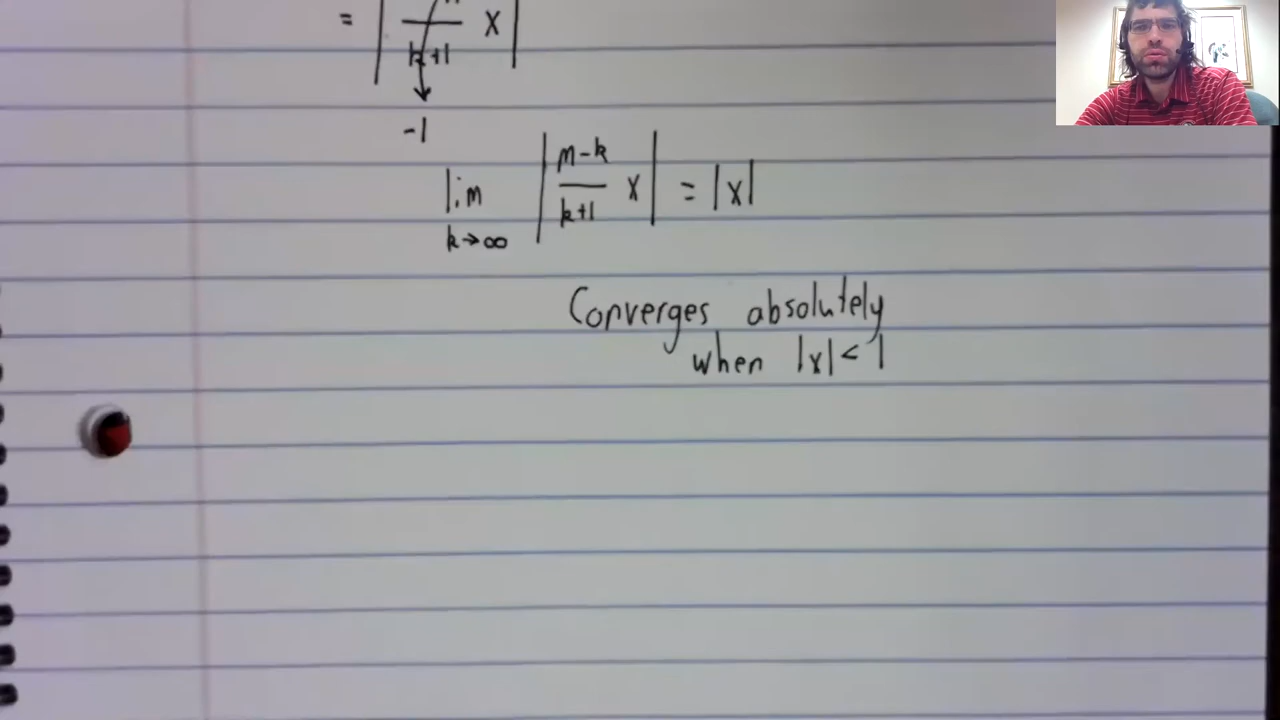 = | / k+1 x |
-1
lim k→∞ | m-k / k+1 x | = |x|
Converges absolutely
when |x| < 1